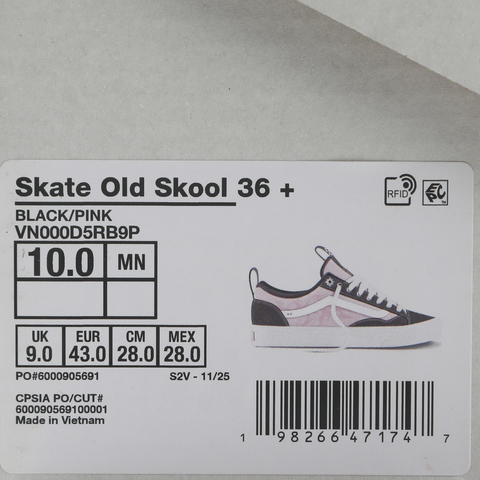 Skate Old Skool 36 +
RFID
EPC
BLACK/PINK
VN000D5RB9P
10.0 MN
UK EUR CM MEX
9.0 43.0 28.0 28.0
PO#6000905691 S2V - 11/25
CPSIA PO/CUT#
600090569100001
Made in Vietnam
1 98266 47174 7